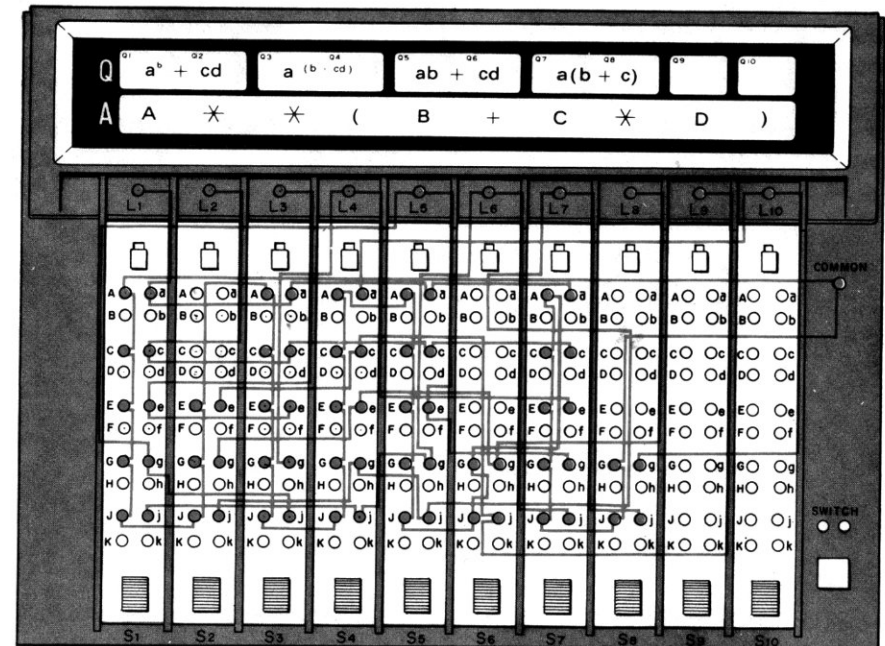 Q1 Q2 Q3 Q4 Q5 Q6 Q7 Q8 Q9 Q10
Q aᵇ + cd a (b · cd) ab + cd a(b + c)
A A * * ( B + C * D )
L1 L2 L3 L4 L5 L6 L7 L8 L9 L10
COMMON
A a A a A a A a A a A a A a A a A a A a
B b B b B b B b B b B b B b B b B b B b
C c C c C c C c C c C c C c C c C c C c
D d D d D d D d D d D d D d D d D d D d
E e E e E e E e E e E e E e E e E e E e
F f F f F f F f F f F f F f F f F f F f
G g G g G g G g G g G g G g G g G g G g
H h H h H h H h H h H h H h H h H h H h
SWITCH
J j J j J j J j J j J j J j J j J j J j
K k K k K k K k K k K k K k K k K k K k
S1 S2 S3 S4 S5 S6 S7 S8 S9 S10